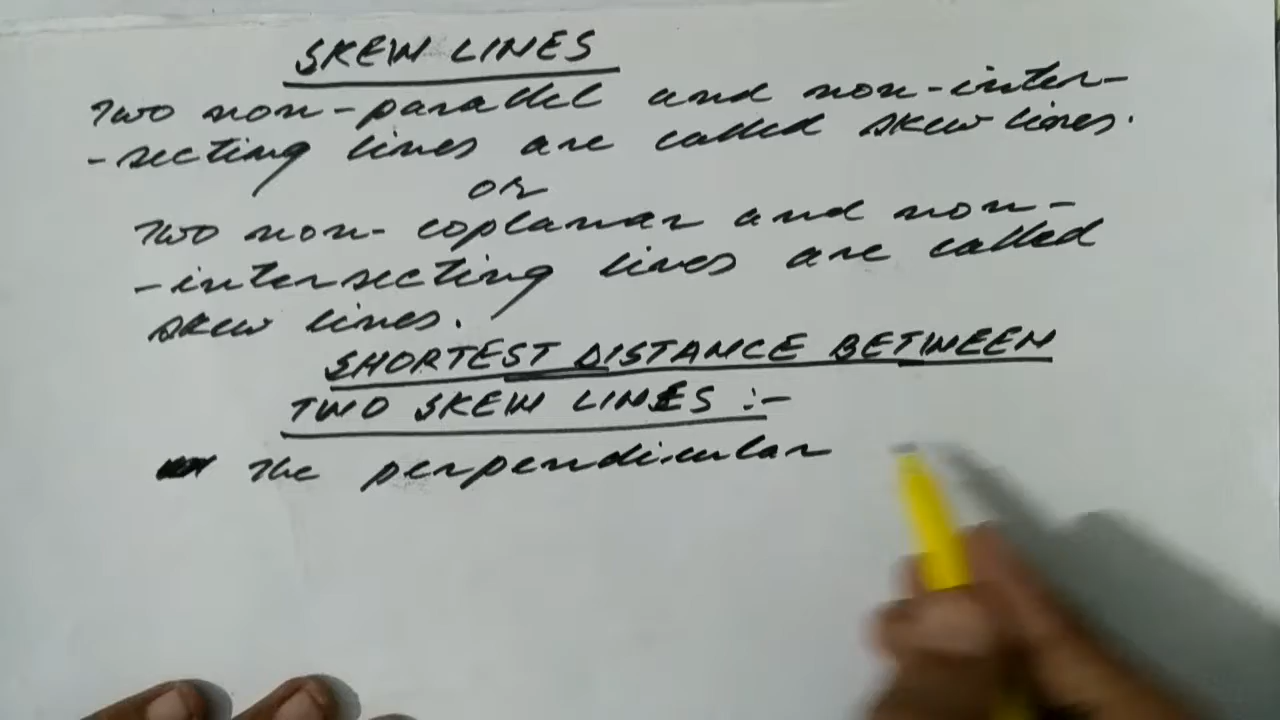 SKEW LINES
Two non-parallel and non-inter-
-secting lines are called skew lines.
or
Two non-coplanar and non-
-intersecting lines are called
skew lines.
SHORTEST DISTANCE BETWEEN
TWO SKEW LINES :-
The perpendicular